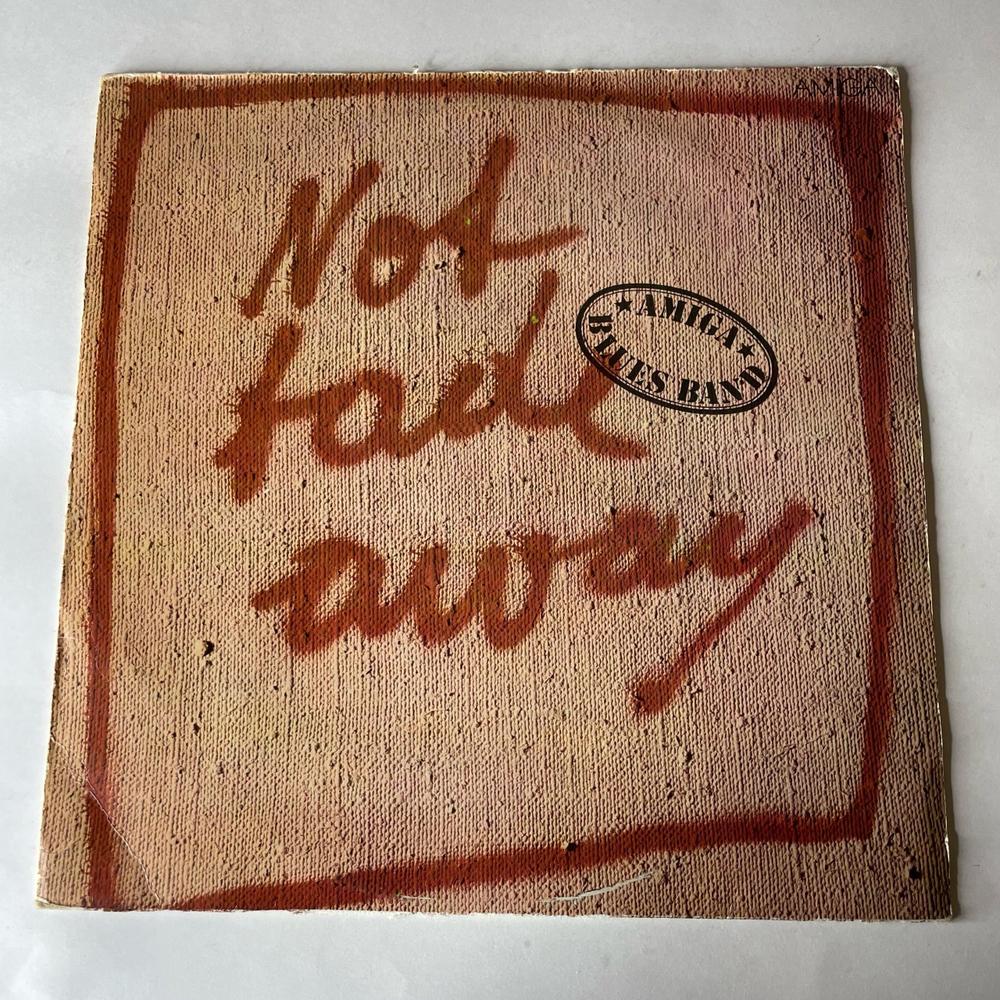 AMIGA
Not
fade
away
★ AMIGA ★
BLUES BAND